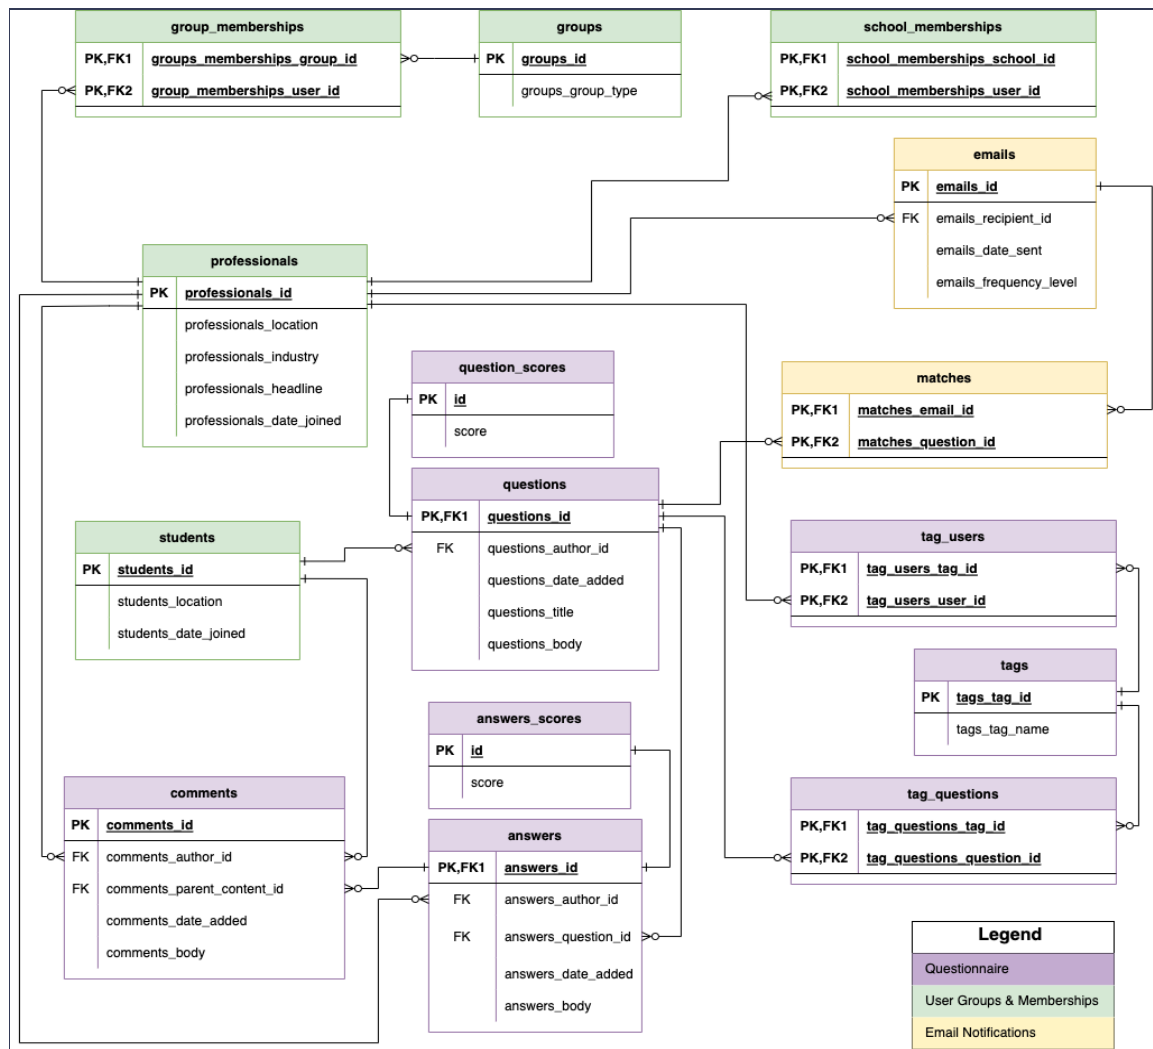 group_memberships
PK,FK1 groups_memberships_group_id
PK,FK2 group_memberships_user_id
groups
PK groups_id
groups_group_type
school_memberships
PK,FK1 school_memberships_school_id
PK,FK2 school_memberships_user_id
emails
PK emails_id
FK emails_recipient_id
emails_date_sent
emails_frequency_level
professionals
PK professionals_id
professionals_location
professionals_industry
professionals_headline
professionals_date_joined
question_scores
PK id
score
matches
PK,FK1 matches_email_id
PK,FK2 matches_question_id
questions
PK,FK1 questions_id
FK questions_author_id
questions_date_added
questions_title
questions_body
students
PK students_id
students_location
students_date_joined
tag_users
PK,FK1 tag_users_tag_id
PK,FK2 tag_users_user_id
tags
PK tags_tag_id
tags_tag_name
answers_scores
PK id
score
comments
PK comments_id
FK comments_author_id
FK comments_parent_content_id
comments_date_added
comments_body
answers
PK,FK1 answers_id
FK answers_author_id
FK answers_question_id
answers_date_added
answers_body
tag_questions
PK,FK1 tag_questions_tag_id
PK,FK2 tag_questions_question_id
Legend
Questionnaire
User Groups & Memberships
Email Notifications